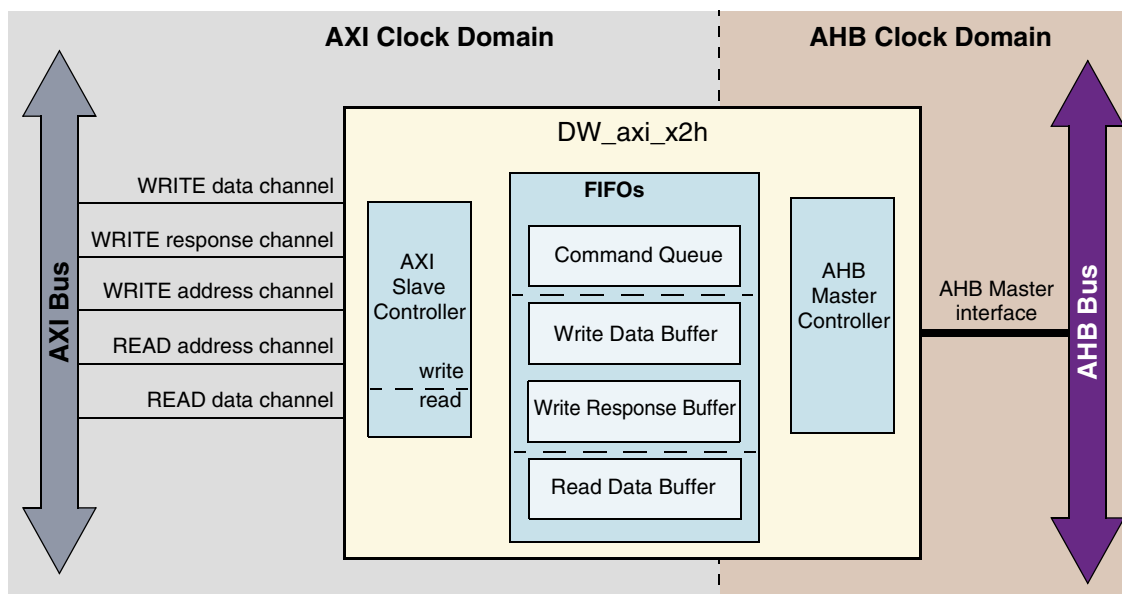 AXI Clock Domain
AHB Clock Domain
DW_axi_x2h
AXI Bus
WRITE data channel
WRITE response channel
WRITE address channel
READ address channel
READ data channel
AXI
Slave
Controller
write
read
FIFOs
Command Queue
Write Data Buffer
Write Response Buffer
Read Data Buffer
AHB
Master
Controller
AHB Master
interface
AHB Bus